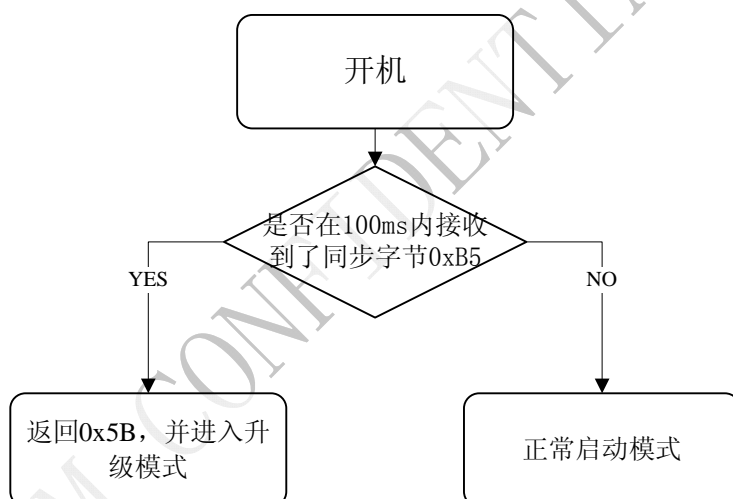 开机
是否在100ms内接收
到了同步字节0xB5
YES
NO
返回0x5B，并进入升
级模式
正常启动模式
CONFIDENTI